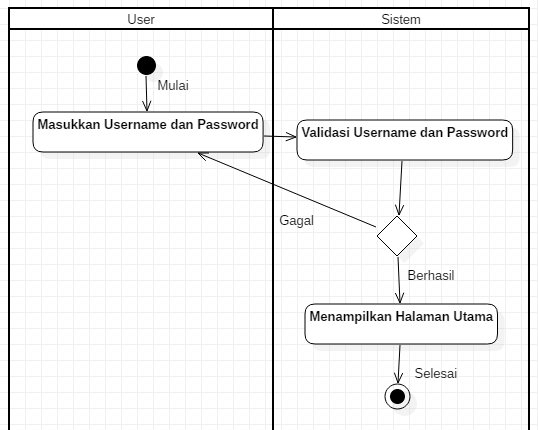 User
Sistem
Mulai
Masukkan Username dan Password
Validasi Username dan Password
Gagal
Berhasil
Menampilkan Halaman Utama
Selesai